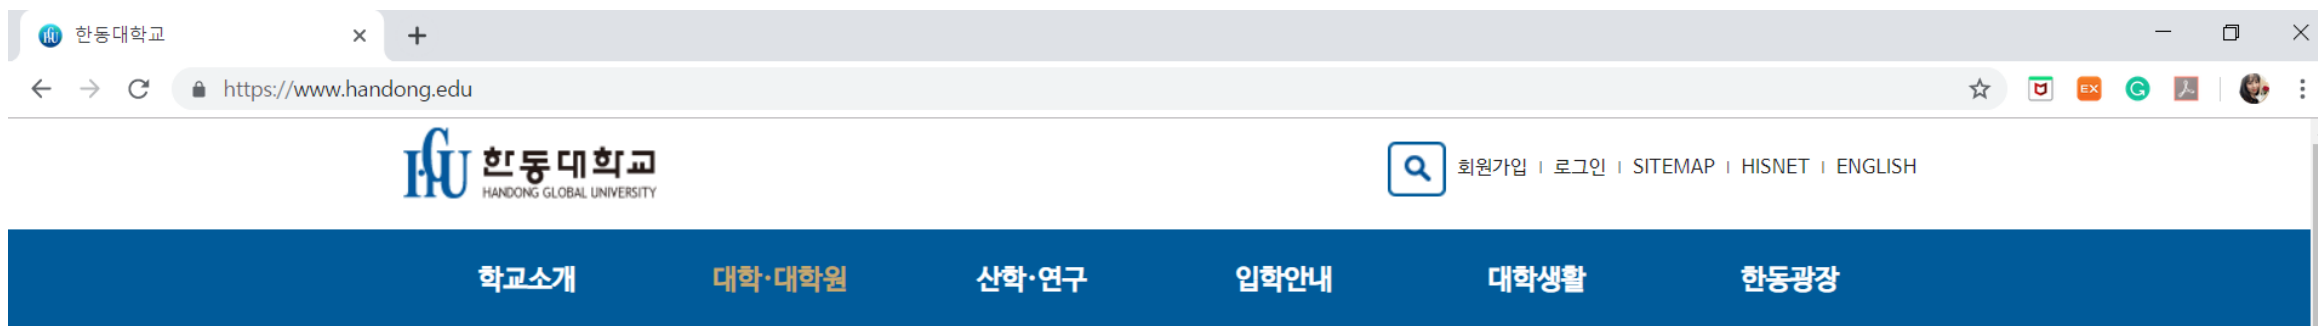 한동대학교
https://www.handong.edu
EX
HGU 한동대학교
HANDONG GLOBAL UNIVERSITY
회원가입 | 로그인 | SITEMAP | HISNET | ENGLISH
학교소개 대학·대학원 산학·연구 입학안내 대학생활 한동광장